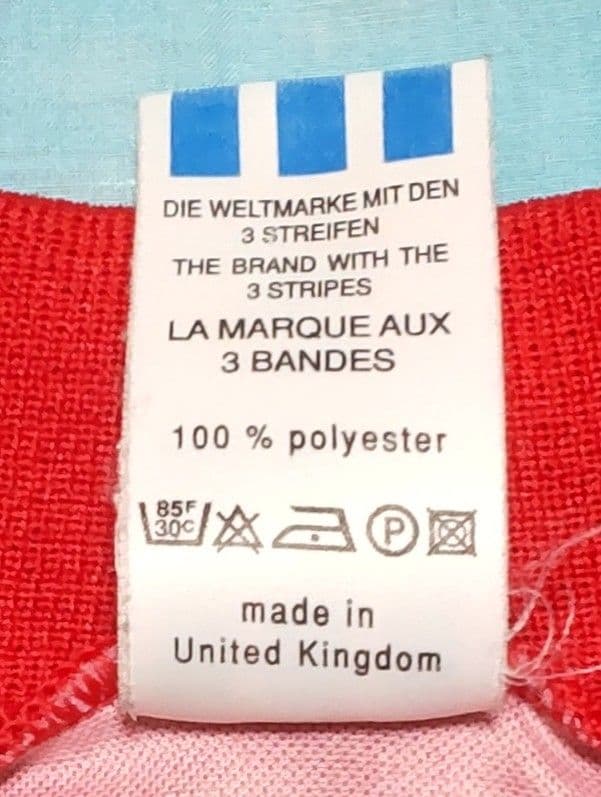 DIE WELTMARKE MIT DEN
3 STREIFEN
THE BRAND WITH THE
3 STRIPES
LA MARQUE AUX
3 BANDES
100 % polyester
85F
30C
P
made in
United Kingdom